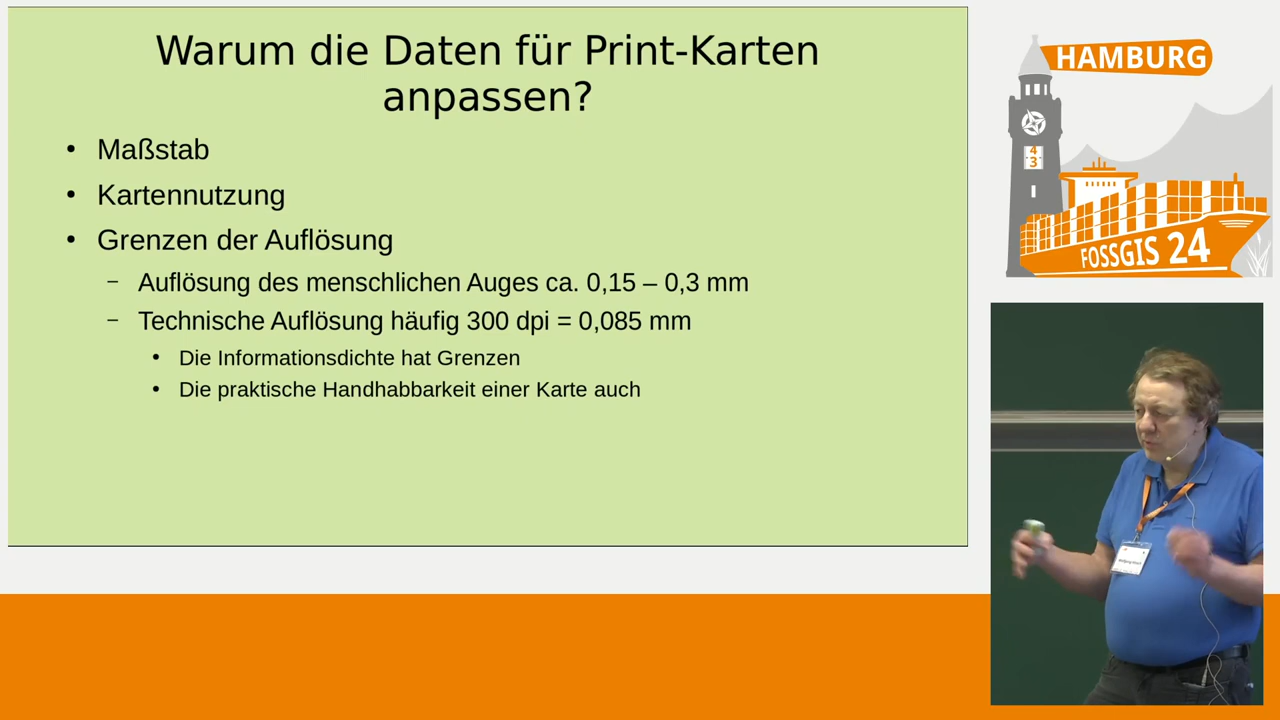 Warum die Daten für Print-Karten
anpassen?
• Maßstab
• Kartennutzung
• Grenzen der Auflösung
– Auflösung des menschlichen Auges ca. 0,15 – 0,3 mm
– Technische Auflösung häufig 300 dpi = 0,085 mm
• Die Informationsdichte hat Grenzen
• Die praktische Handhabbarkeit einer Karte auch
HAMBURG
4
3
FOSSGIS 24